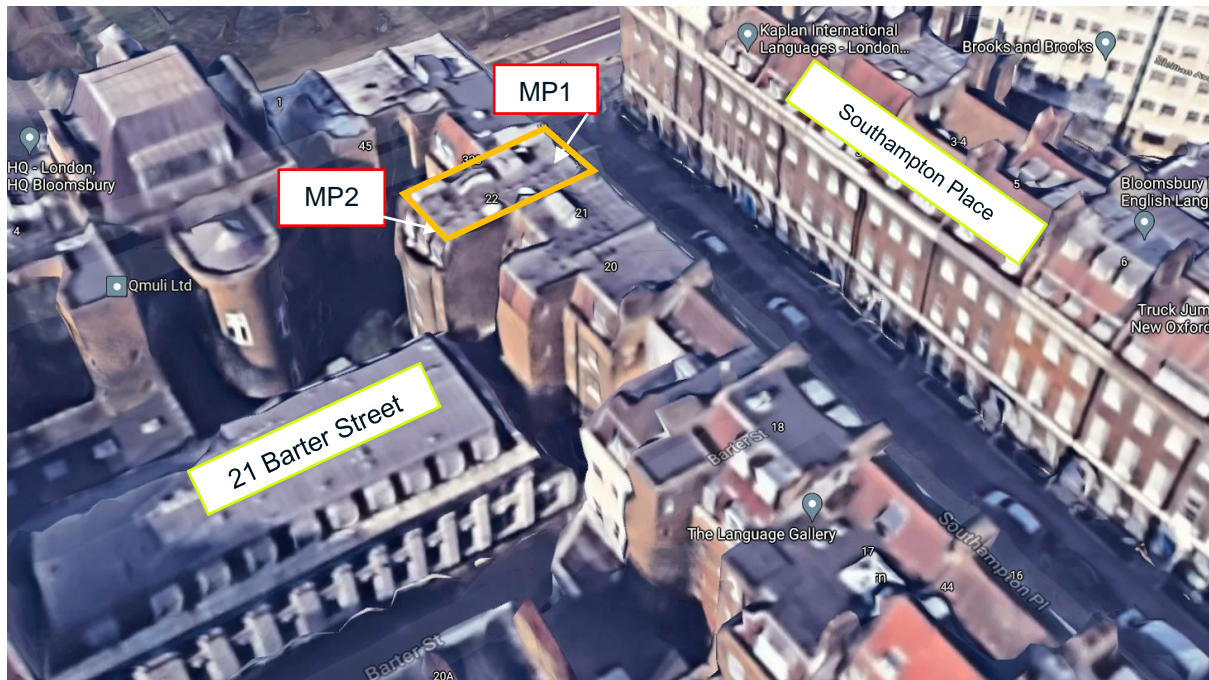 Kaplan International
Languages - London...
Brooks and Brooks
MP1
1
Southampton Place
3-4
45
HQ - London,
HQ Bloomsbury
MP2
22
21
5
Bloomsbury
English Lang
4
20
6
Qmuli Ltd
Truck Jum
New Oxford
21 Barter Street
Barter St
18
The Language Gallery
Southampton Pl
17
rn
44
16
Barter St
20A